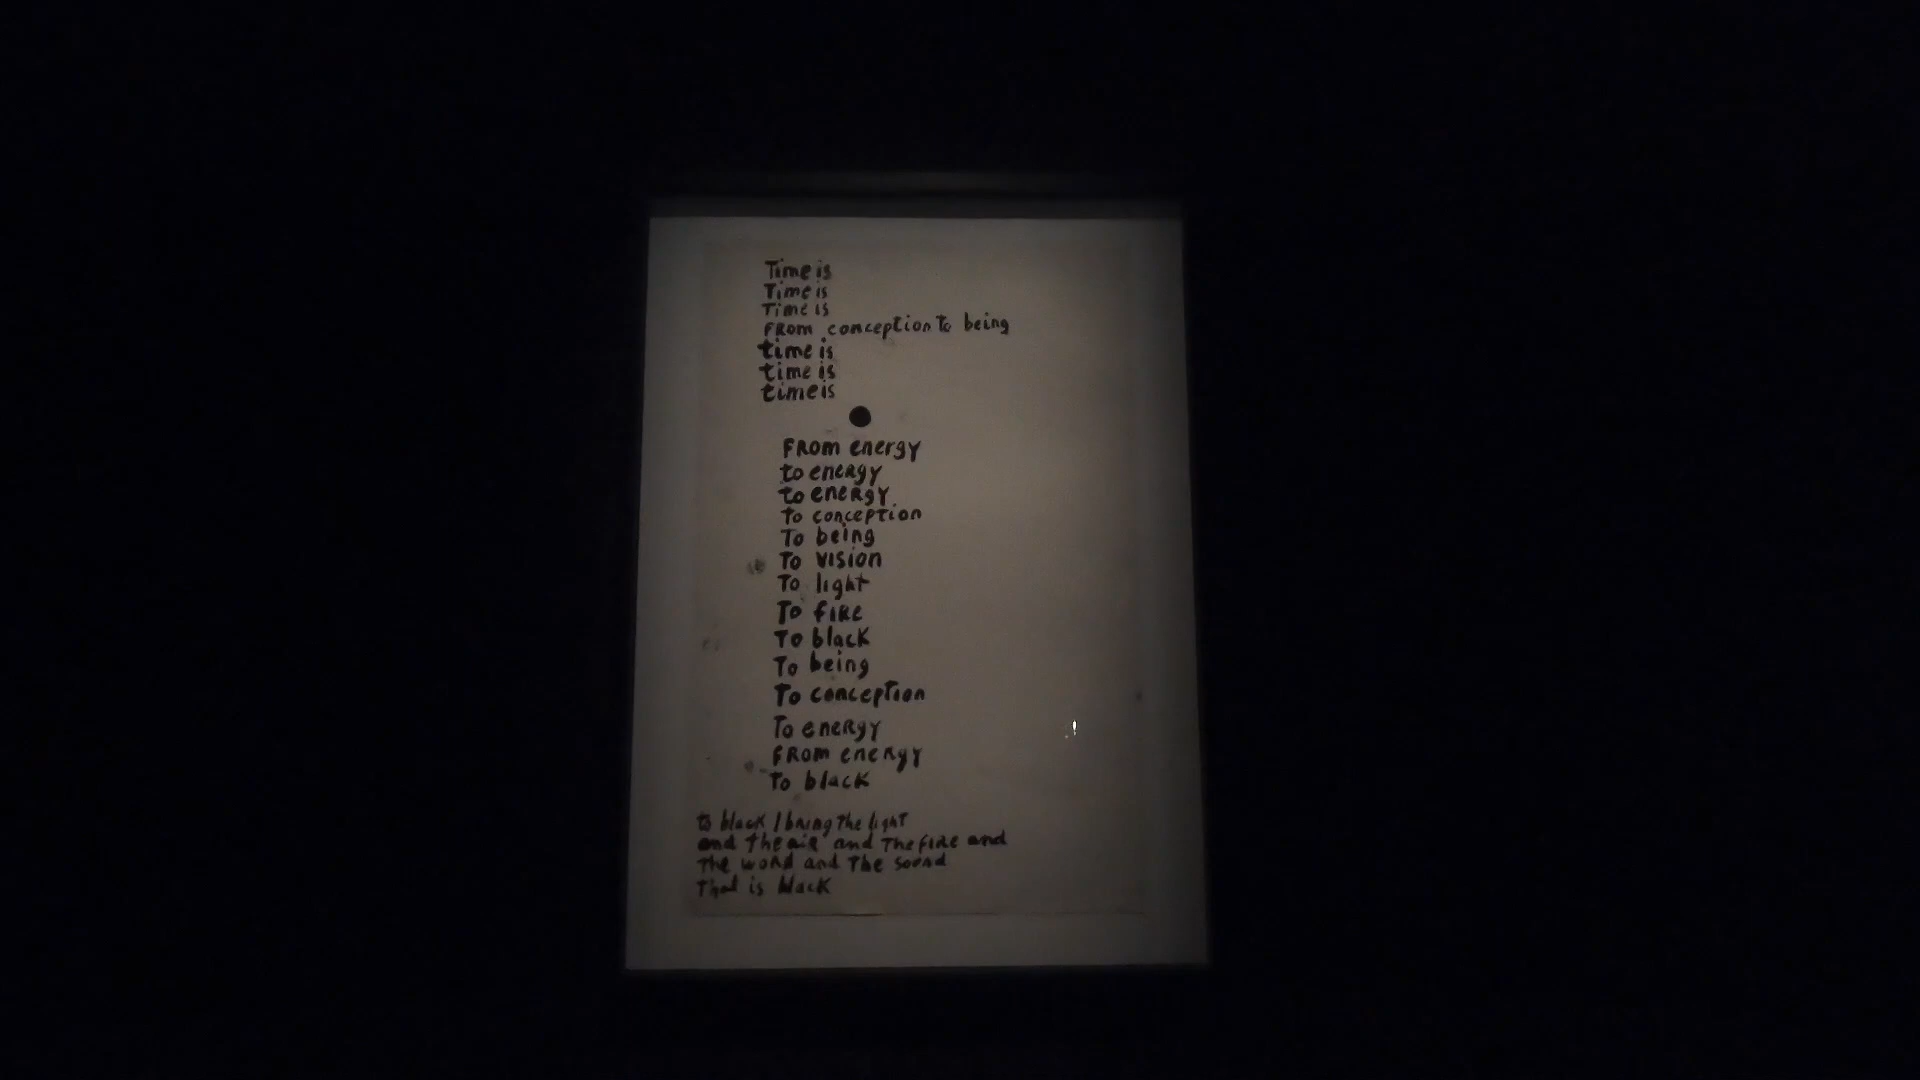 Time is
Time is
Time is
FROM conception To being
time is
time is
time is
FROM energy
to eneRgy
to eneRgy
To conception
To being
To vision
To light
To fiRe
To black
To being
To conception
To eneRgy
fRom eneRgy
To black
to black I bring the light
and the aiR and The fiRe and
The woRd and The sound
That is black